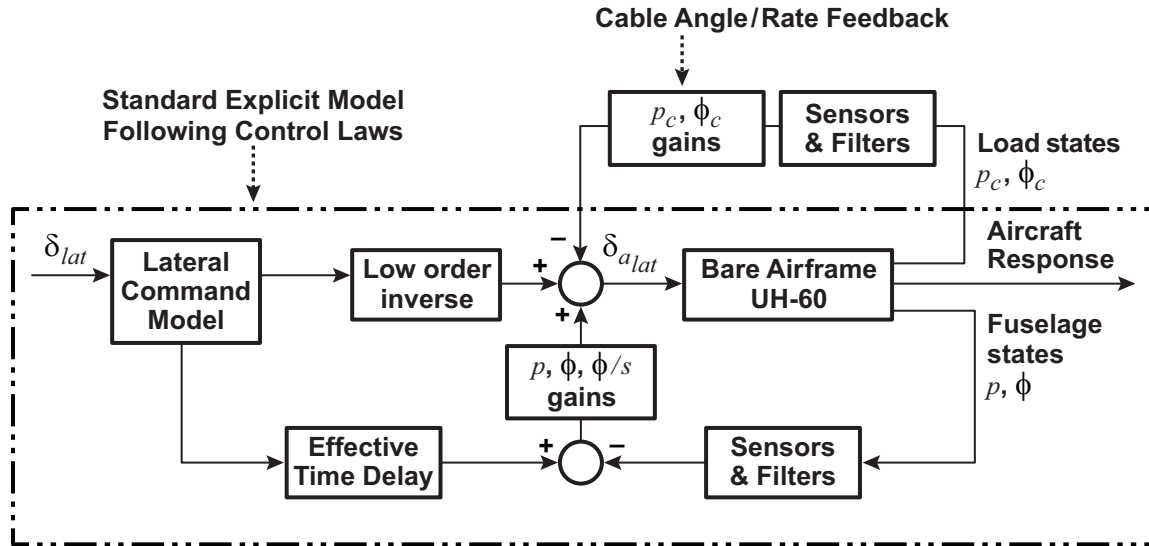 Cable Angle/Rate Feedback
Standard Explicit Model
Following Control Laws
p_c, ϕ_c
gains
Sensors
& Filters
Load states
p_c, ϕ_c
δ_lat
Lateral
Command
Model
Low order
inverse
−
+
+
δ_a_lat
Bare Airframe
UH-60
Aircraft
Response
Fuselage
states
p, ϕ
p, ϕ, ϕ/s
gains
Effective
Time Delay
+
−
Sensors
& Filters